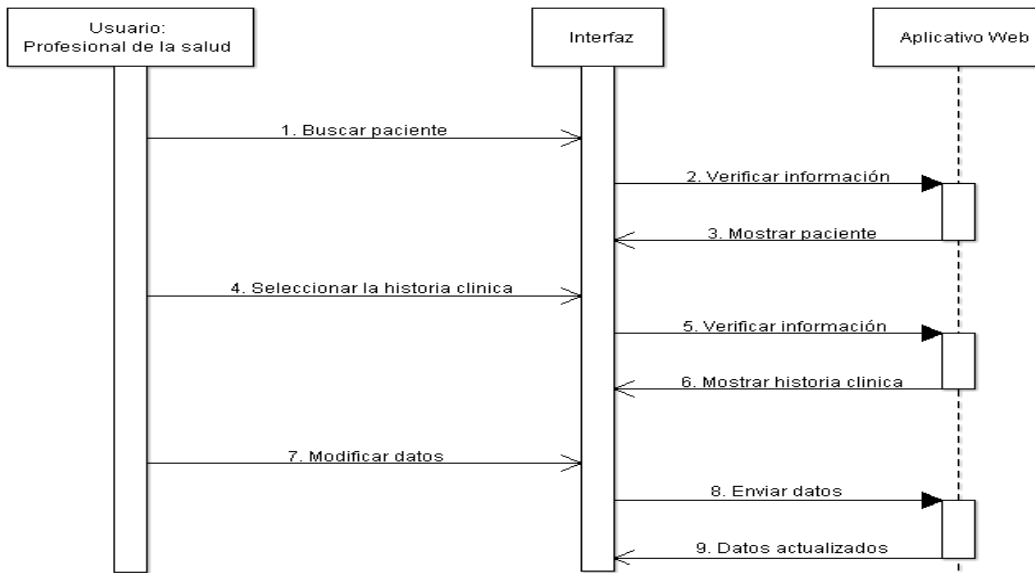 Usuario:
Profesional de la salud
Interfaz
Aplicativo Web
1. Buscar paciente
2. Verificar información
3. Mostrar paciente
4. Seleccionar la historia clinica
5. Verificar información
6. Mostrar historia clinica
7. Modificar datos
8. Enviar datos
9. Datos actualizados